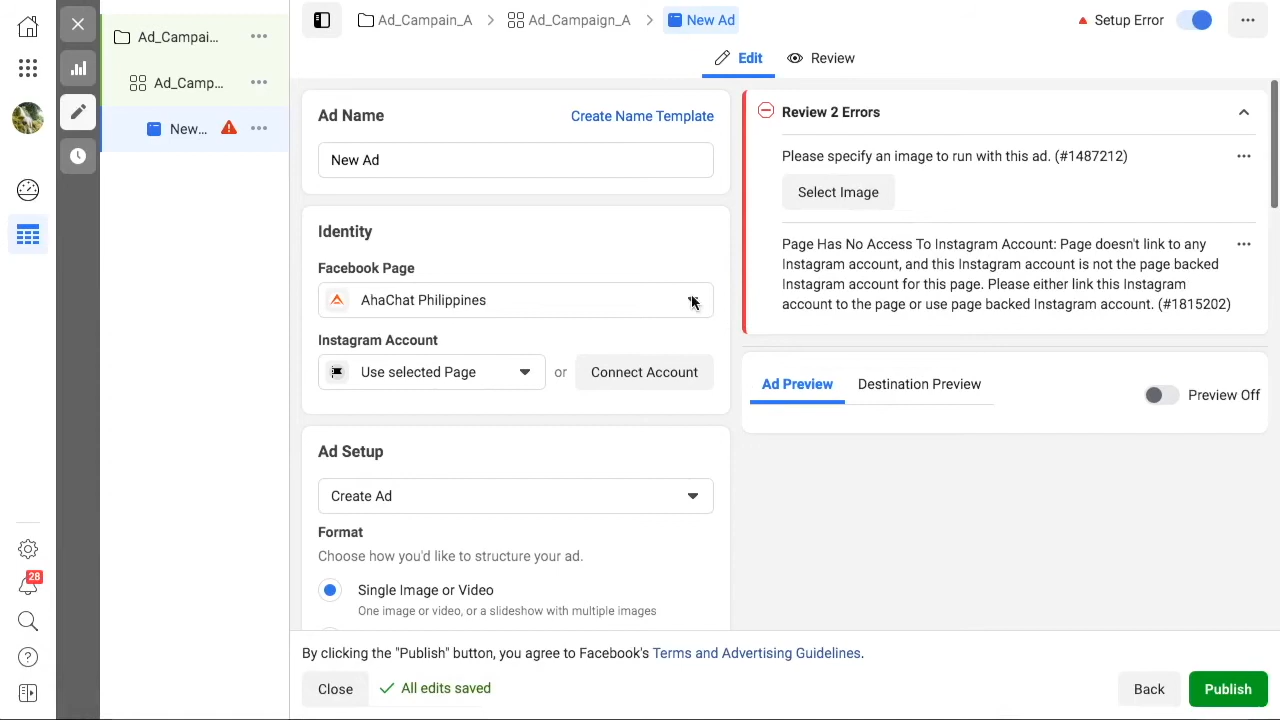 Ad_Campain_A
Ad_Campaign_A
New Ad
Setup Error
Ad_Campai...
Ad_Camp...
New...
Edit
Review
Ad Name
Create Name Template
New Ad
Identity
Facebook Page
AhaChat Philippines
Instagram Account
Use selected Page
or
Connect Account
Ad Setup
Create Ad
Format
Choose how you'd like to structure your ad.
Single Image or Video
One image or video, or a slideshow with multiple images
Review 2 Errors
Please specify an image to run with this ad. (#1487212)
Select Image
Page Has No Access To Instagram Account: Page doesn't link to any
Instagram account, and this Instagram account is not the page backed
Instagram account for this page. Please either link this Instagram
account to the page or use page backed Instagram account. (#1815202)
Ad Preview
Destination Preview
Preview Off
28
By clicking the "Publish" button, you agree to Facebook's Terms and Advertising Guidelines.
Close
All edits saved
Back
Publish